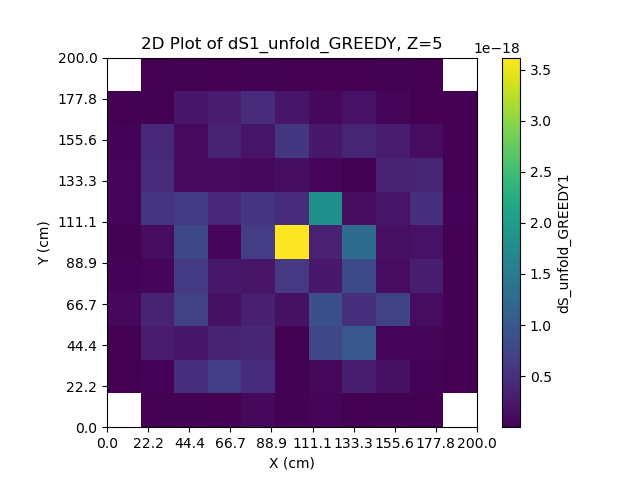 2D Plot of dS1_unfold_GREEDY, Z=5
1e−18
200.0
177.8
155.6
133.3
111.1
88.9
66.7
44.4
22.2
0.0
Y (cm)
0.0 22.2 44.4 66.7 88.9 111.1 133.3 155.6 177.8 200.0
X (cm)
3.5
3.0
2.5
2.0
1.5
1.0
0.5
dS_unfold_GREEDY1